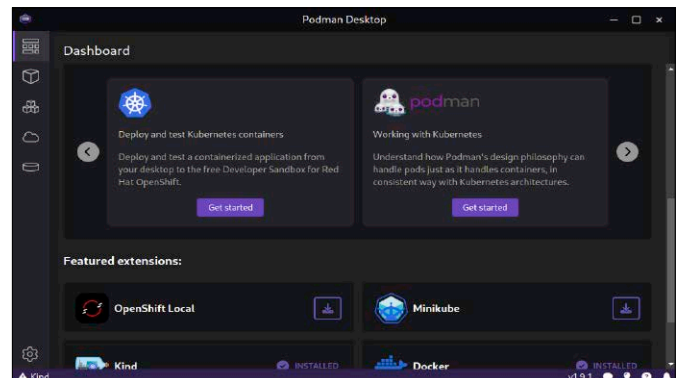 Podman Desktop
Dashboard
podman
Deploy and test Kubernetes containers
Working with Kubernetes
Deploy and test a containerized application from
your desktop to the free Developer Sandbox for Red
Hat OpenShift.
Understand how Podman's design philosophy can
handle pods just as it handles containers, in
consistent way with Kubernetes architectures.
Get started
Get started
Featured extensions:
OpenShift Local
Minikube
Kind
INSTALLED
Docker
INSTALLED
Kind
v1.9.1